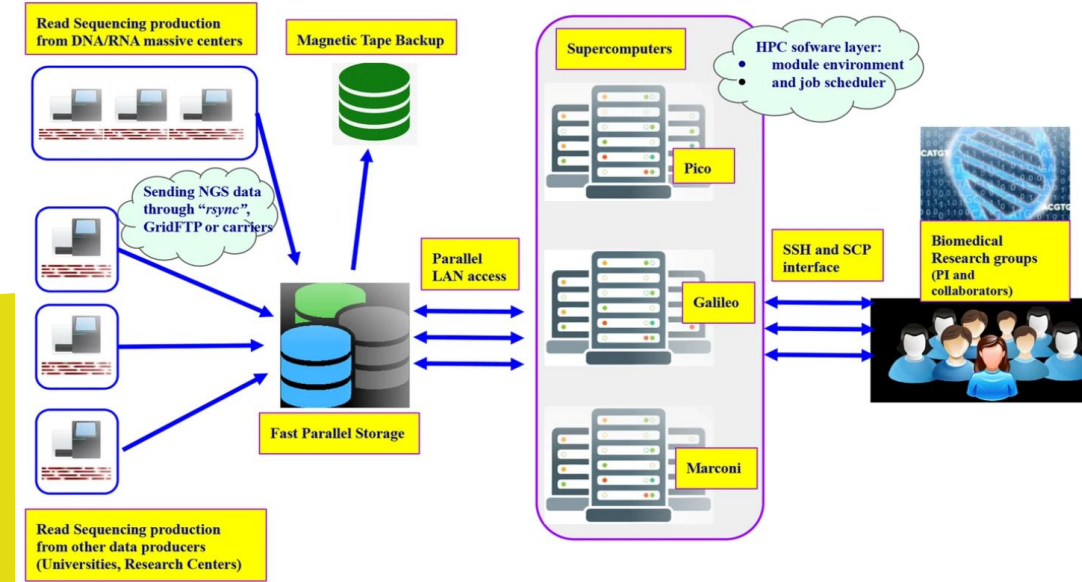 Read Sequencing production
from DNA/RNA massive centers
Magnetic Tape Backup
Supercomputers
HPC sofware layer:
• module environment
• and job scheduler
Pico
CATGT
ACGTG
Sending NGS data
through “rsync”,
GridFTP or carriers
Parallel
LAN access
SSH and SCP
interface
Biomedical
Research groups
(PI and
collaborators)
Galileo
Fast Parallel Storage
Marconi
Read Sequencing production
from other data producers
(Universities, Research Centers)